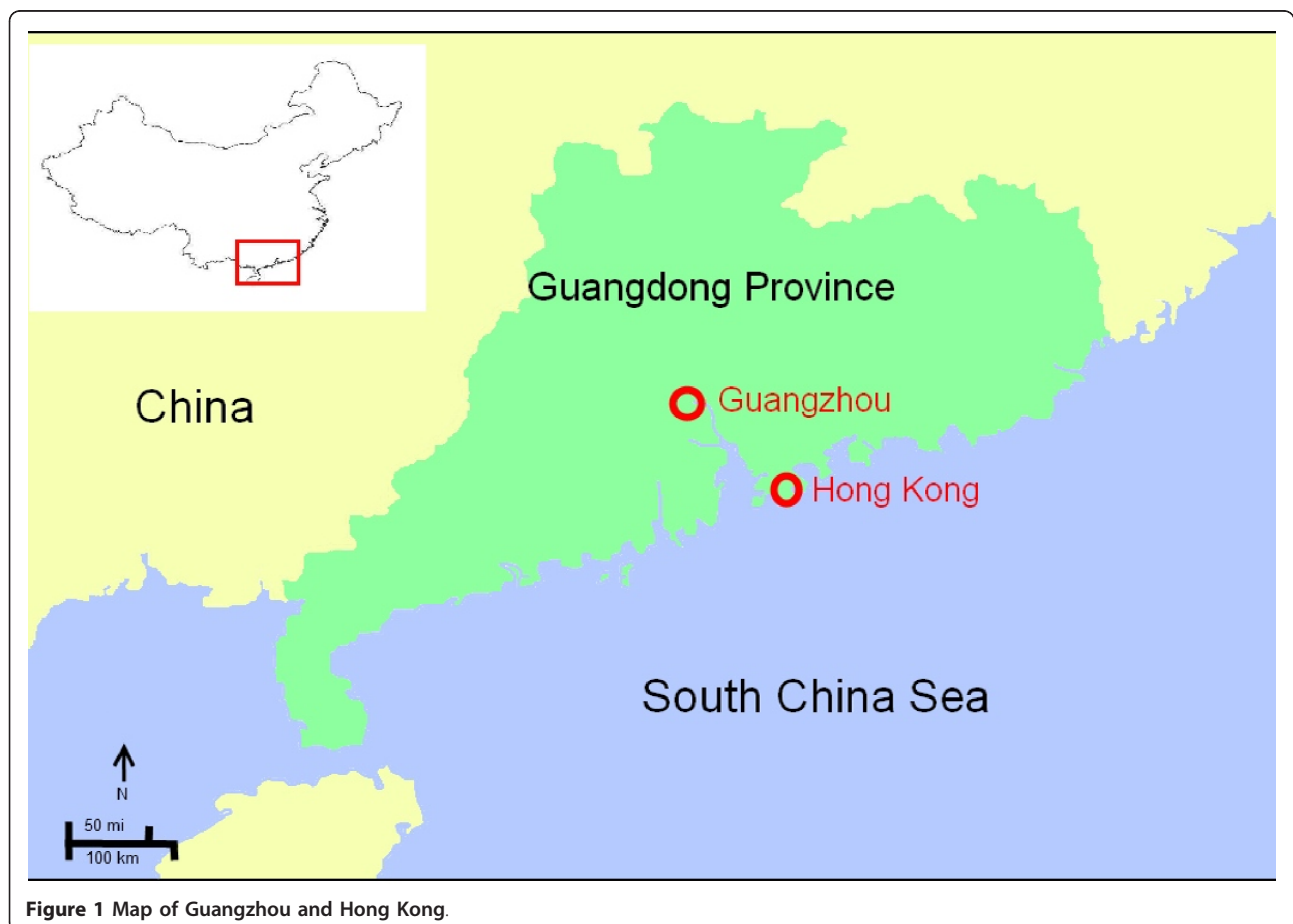 Guangdong Province
China
Guangzhou
Hong Kong
South China Sea
N
50 mi
100 km
Figure 1 Map of Guangzhou and Hong Kong.